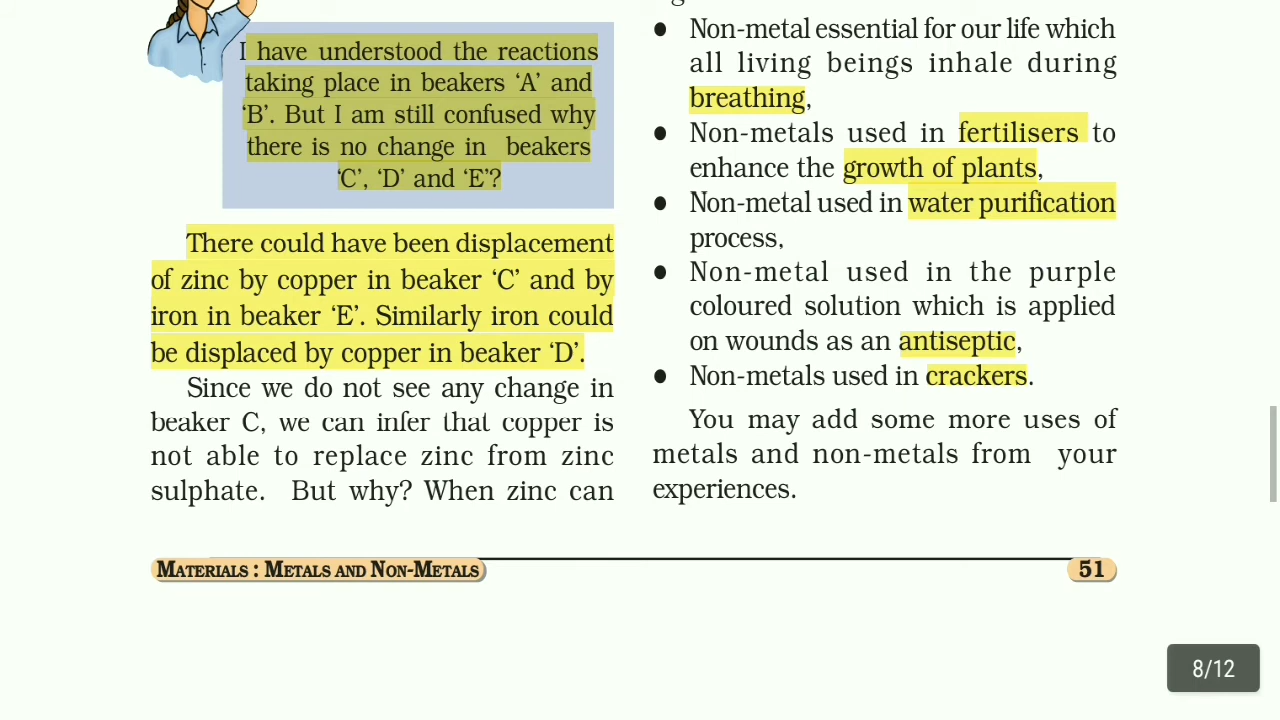 I have understood the reactions
taking place in beakers ‘A’ and
‘B’. But I am still confused why
there is no change in beakers
‘C’, ‘D’ and ‘E’?
There could have been displacement
of zinc by copper in beaker ‘C’ and by
iron in beaker ‘E’. Similarly iron could
be displaced by copper in beaker ‘D’.
Since we do not see any change in
beaker C, we can infer that copper is
not able to replace zinc from zinc
sulphate. But why? When zinc can
● Non-metal essential for our life which
all living beings inhale during
breathing,
● Non-metals used in fertilisers to
enhance the growth of plants,
● Non-metal used in water purification
process,
● Non-metal used in the purple
coloured solution which is applied
on wounds as an antiseptic,
● Non-metals used in crackers.
You may add some more uses of
metals and non-metals from your
experiences.
MATERIALS : METALS AND NON-METALS
51
8/12